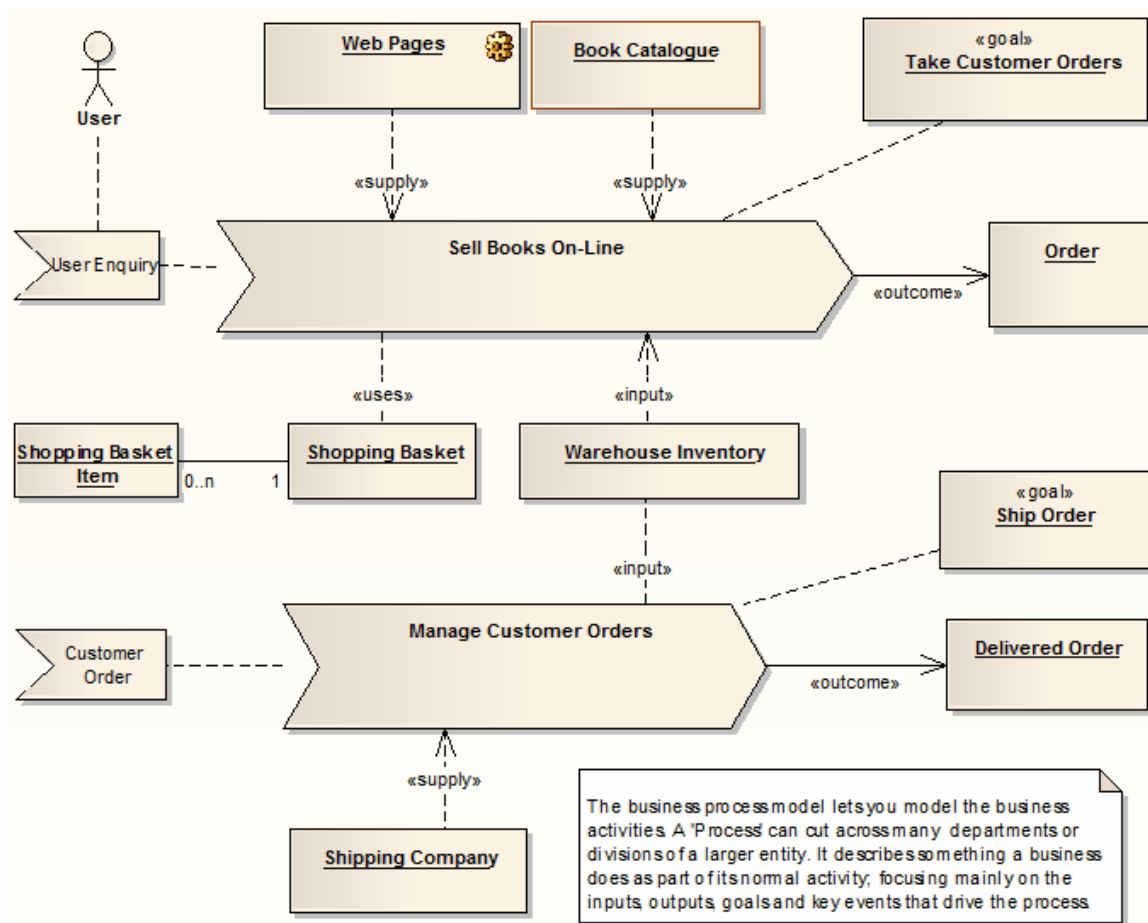 Web Pages
Book Catalogue
«goal»
Take Customer Orders
User
«supply»
«supply»
User Enquiry
Sell Books On-Line
«outcome»
Order
«uses»
«input»
Shopping Basket
Item
0..n
1
Shopping Basket
Warehouse Inventory
«goal»
Ship Order
«input»
Customer
Order
Manage Customer Orders
«outcome»
Delivered Order
«supply»
Shipping Company
The business process model lets you model the business
activities. A 'Process' can cut across many departments or
divisions of a larger entity. It describes something a business
does as part of its normal activity; focusing mainly on the
inputs, outputs, goals and key events that drive the process.